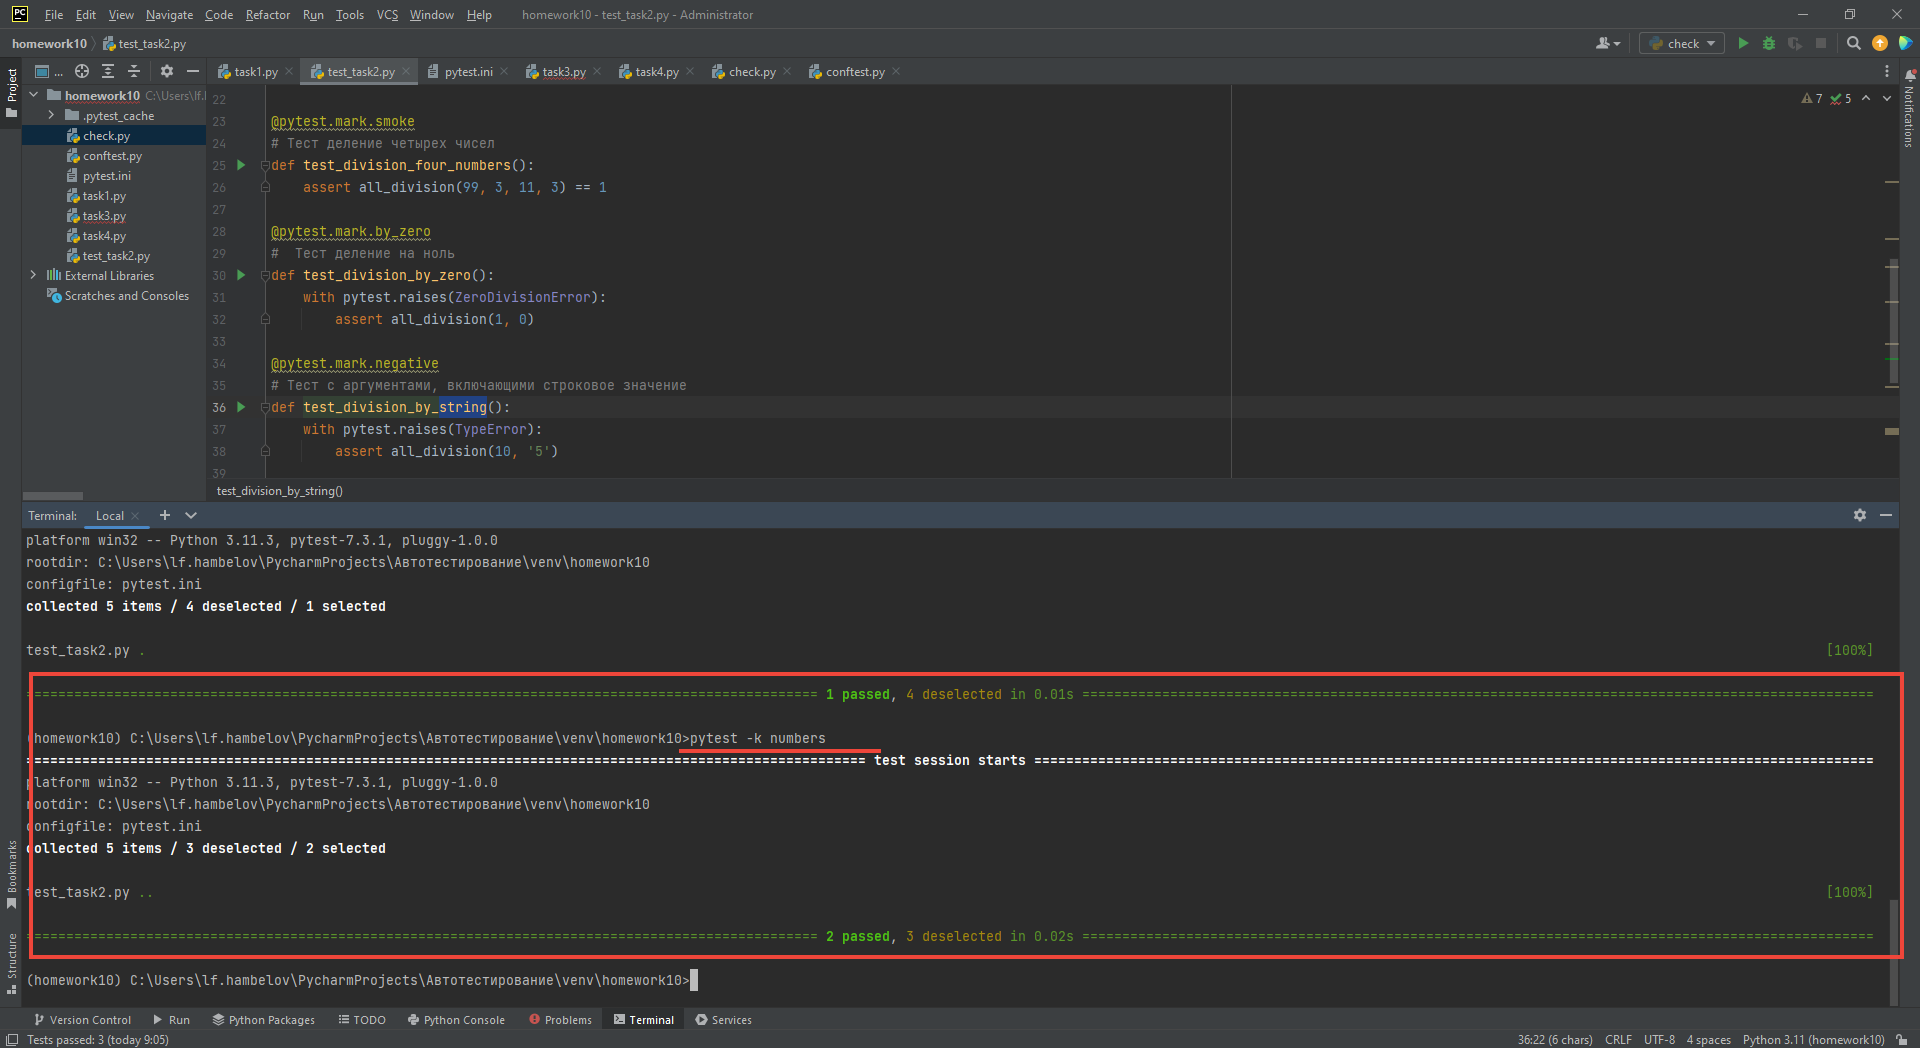 PC File Edit View Navigate Code Refactor Run Tools VCS Window Help homework10 - test_task2.py - Administrator
homework10 test_task2.py check
Project ... task1.py test_task2.py pytest.ini task3.py task4.py check.py conftest.py
homework10 C:\Users\lf.
.pytest_cache
check.py
conftest.py
pytest.ini
task1.py
task3.py
task4.py
test_task2.py
External Libraries
Scratches and Consoles
7 5
Notifications
22
23 @pytest.mark.smoke
24 # Тест деление четырех чисел
25 def test_division_four_numbers():
26 assert all_division(99, 3, 11, 3) == 1
27
28 @pytest.mark.by_zero
29 #  Тест деление на ноль
30 def test_division_by_zero():
31 with pytest.raises(ZeroDivisionError):
32 assert all_division(1, 0)
33
34 @pytest.mark.negative
35 # Тест с аргументами, включающими строковое значение
36 def test_division_by_string():
37 with pytest.raises(TypeError):
38 assert all_division(10, '5')
39
test_division_by_string()
Terminal: Local
platform win32 -- Python 3.11.3, pytest-7.3.1, pluggy-1.0.0
rootdir: C:\Users\lf.hambelov\PycharmProjects\Автотестирование\venv\homework10
configfile: pytest.ini
collected 5 items / 4 deselected / 1 selected
test_task2.py . [100%]
1 passed, 4 deselected in 0.01s
(homework10) C:\Users\lf.hambelov\PycharmProjects\Автотестирование\venv\homework10>pytest -k numbers
test session starts
platform win32 -- Python 3.11.3, pytest-7.3.1, pluggy-1.0.0
rootdir: C:\Users\lf.hambelov\PycharmProjects\Автотестирование\venv\homework10
configfile: pytest.ini
collected 5 items / 3 deselected / 2 selected
test_task2.py .. [100%]
2 passed, 3 deselected in 0.02s
(homework10) C:\Users\lf.hambelov\PycharmProjects\Автотестирование\venv\homework10>
Bookmarks
Structure
Version Control Run Python Packages TODO Python Console Problems Terminal Services
Tests passed: 3 (today 9:05) 36:22 (6 chars) CRLF UTF-8 4 spaces Python 3.11 (homework10)